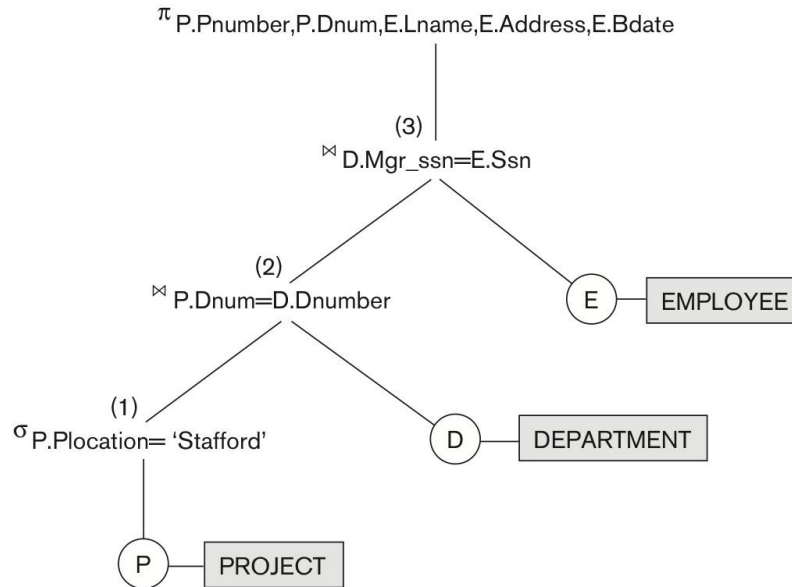 π P.Pnumber,P.Dnum,E.Lname,E.Address,E.Bdate
(3)
⋈ D.Mgr_ssn=E.Ssn
(2)
⋈ P.Dnum=D.Dnumber
E
EMPLOYEE
(1)
σ P.Plocation= ‘Stafford’
D
DEPARTMENT
P
PROJECT